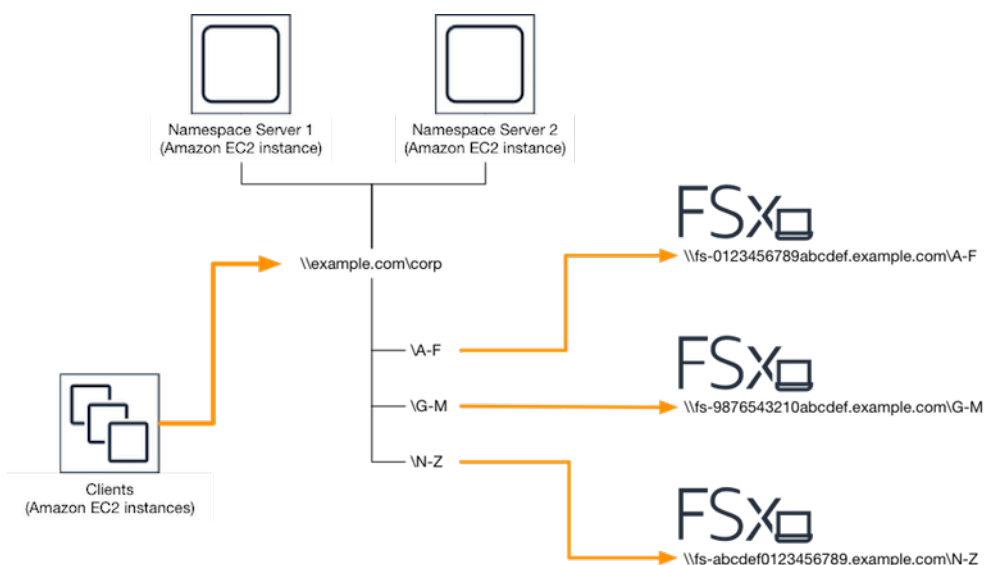 Namespace Server 1
(Amazon EC2 instance)
Namespace Server 2
(Amazon EC2 instance)
FSx
\\fs-0123456789abcdef.example.com\A-F
\\example.com\corp
\A-F
FSx
\\fs-9876543210abcdef.example.com\G-M
\G-M
\N-Z
Clients
(Amazon EC2 instances)
FSx
\\fs-abcdef0123456789.example.com\N-Z